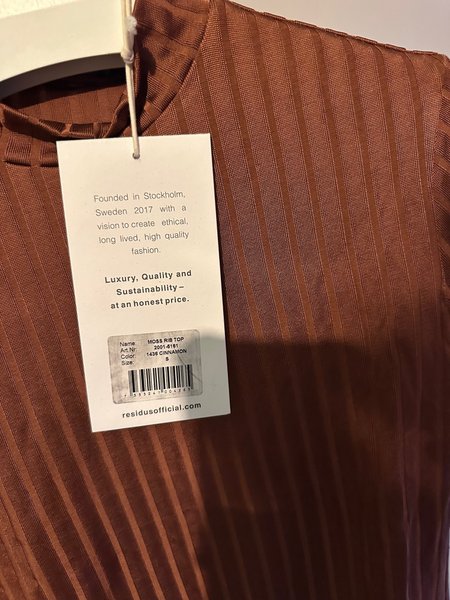 Founded in Stockholm,
Sweden 2017 with a
vision to create ethical,
long lived, high quality
fashion.
Luxury, Quality and
Sustainability—
at an honest price.
Name: MOSS RIB TOP
Art.Nr: 2001-5161
Color: 1436 CINNAMON
Size: S
residusofficial.com